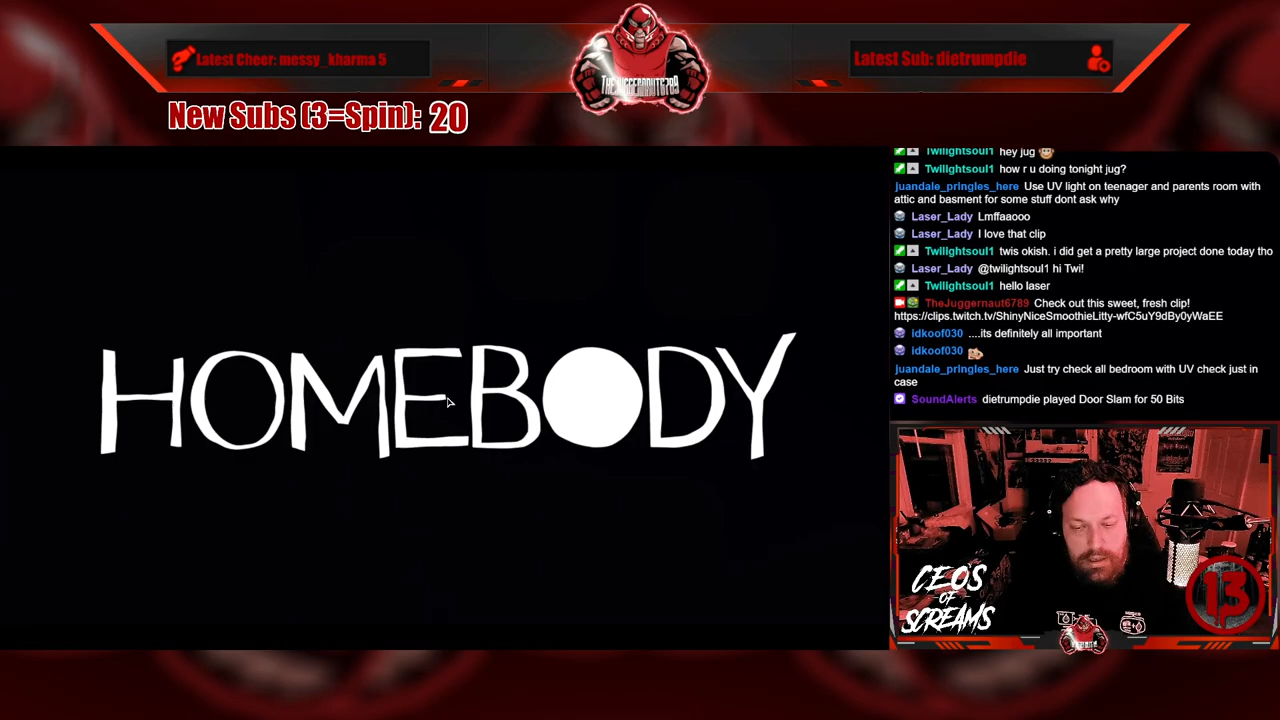 Latest Cheer: messy_kharma 5
THEJUGGERNAUT6789
Latest Sub: dietrumpdie
New Subs (3=Spin): 20
HOMEBODY
Twilightsoul1 hey jug
Twilightsoul1 how r u doing tonight jug?
juandale_pringles_here Use UV light on teenager and parents room with
attic and basment for some stuff dont ask why
Laser_Lady Lmffaaooo
Laser_Lady I love that clip
Twilightsoul1 twis okish. i did get a pretty large project done today tho
Laser_Lady @twilightsoul1 hi Twi!
Twilightsoul1 hello laser
TheJuggernaut6789 Check out this sweet, fresh clip!
https://clips.twitch.tv/ShinyNiceSmoothieLitty-wfC5uY9dBy0yWaEE
idkoof030 ....its definitely all important
idkoof030
juandale_pringles_here Just try check all bedroom with UV check just in
case
SoundAlerts dietrumpdie played Door Slam for 50 Bits
CEO'S
OF
SCREAMS
13